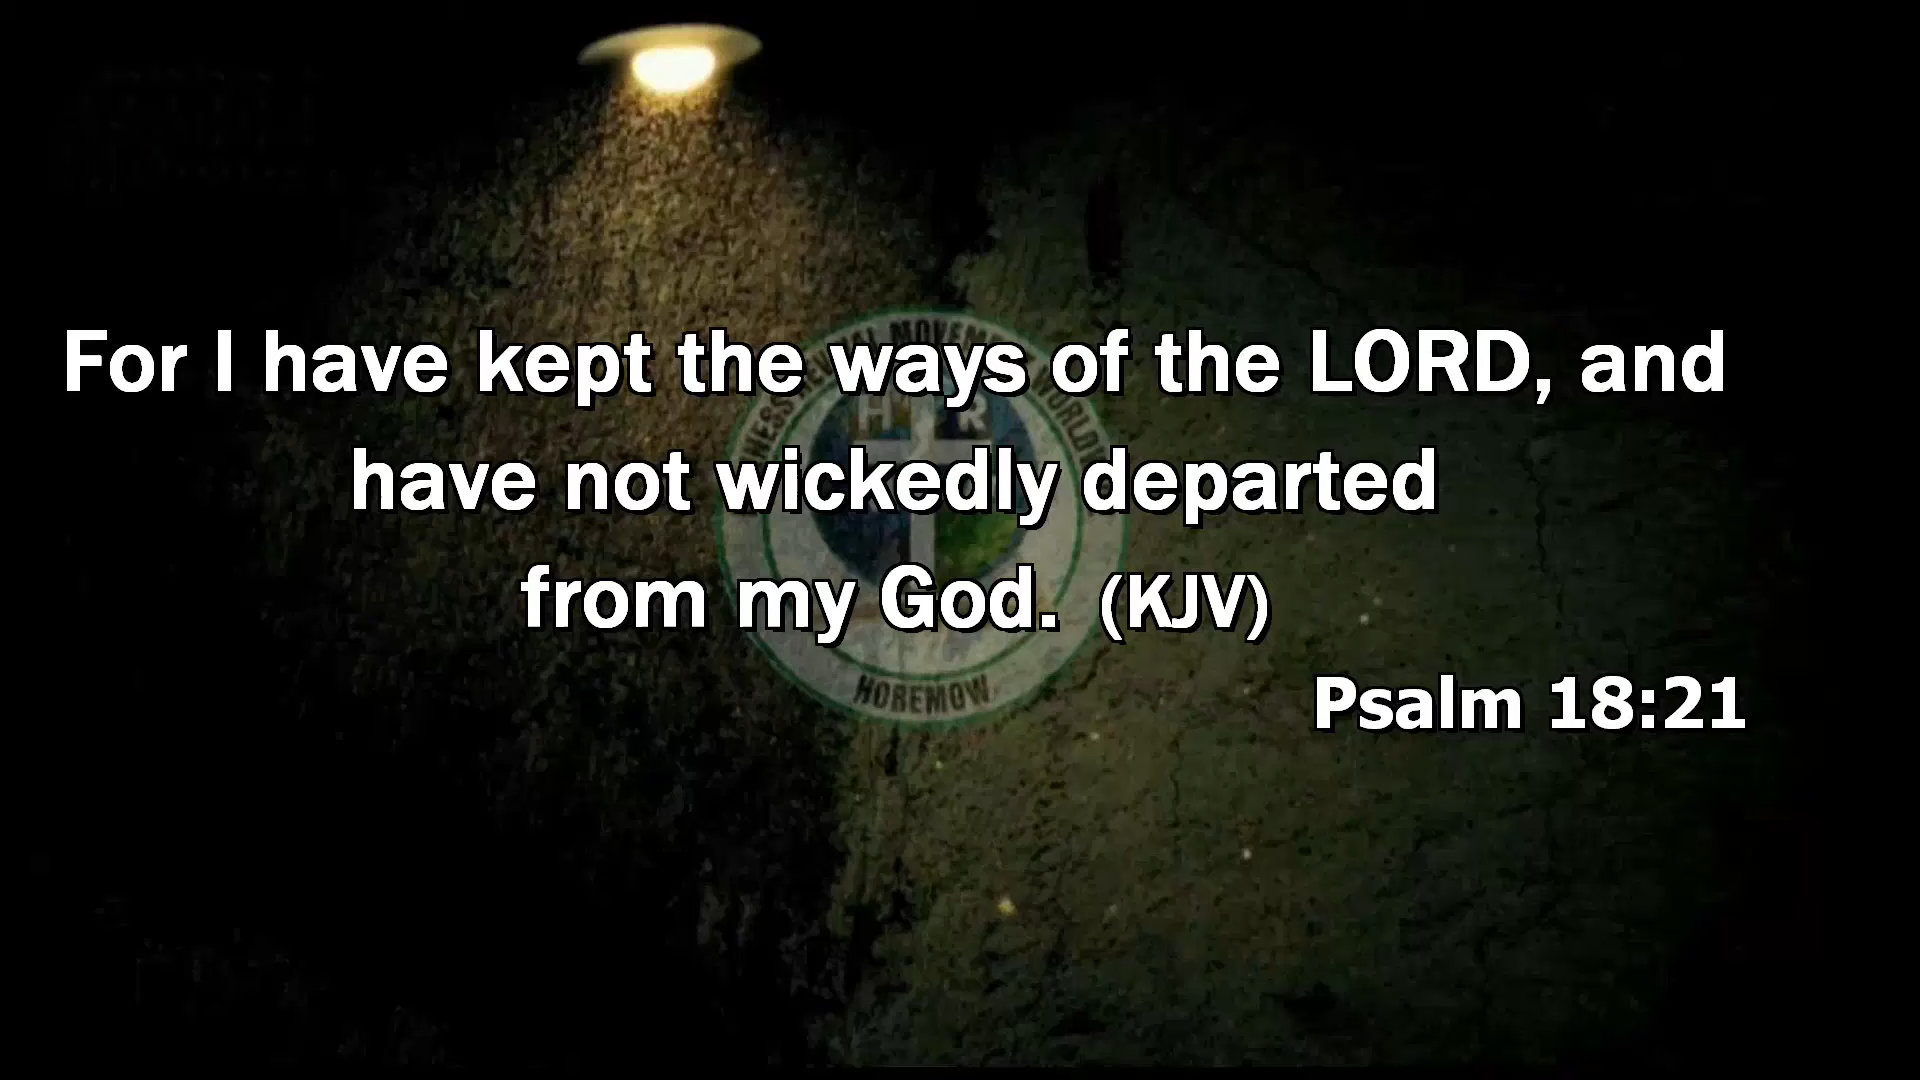 For I have kept the ways of the LORD, and
have not wickedly departed
from my God. (KJV)
Psalm 18:21
H R
HOREMOW